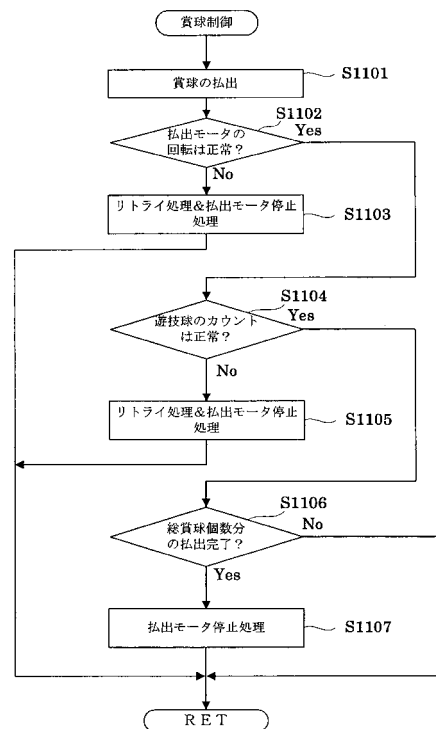 賞球制御
賞球の払出
S1101
払出モータの
回転は正常？
S1102
Yes
No
リトライ処理&払出モータ停止
処理
S1103
遊技球のカウント
は正常？
S1104
Yes
No
リトライ処理&払出モータ停止
処理
S1105
総賞球個数分
の払出完了？
S1106
No
Yes
払出モータ停止処理
S1107
RET